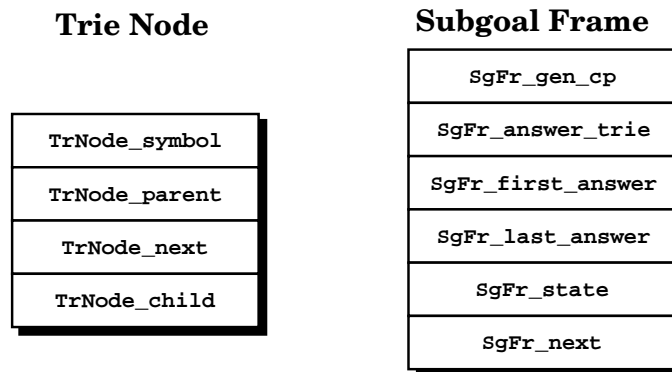 Trie Node
TrNode_symbol
TrNode_parent
TrNode_next
TrNode_child
Subgoal Frame
SgFr_gen_cp
SgFr_answer_trie
SgFr_first_answer
SgFr_last_answer
SgFr_state
SgFr_next